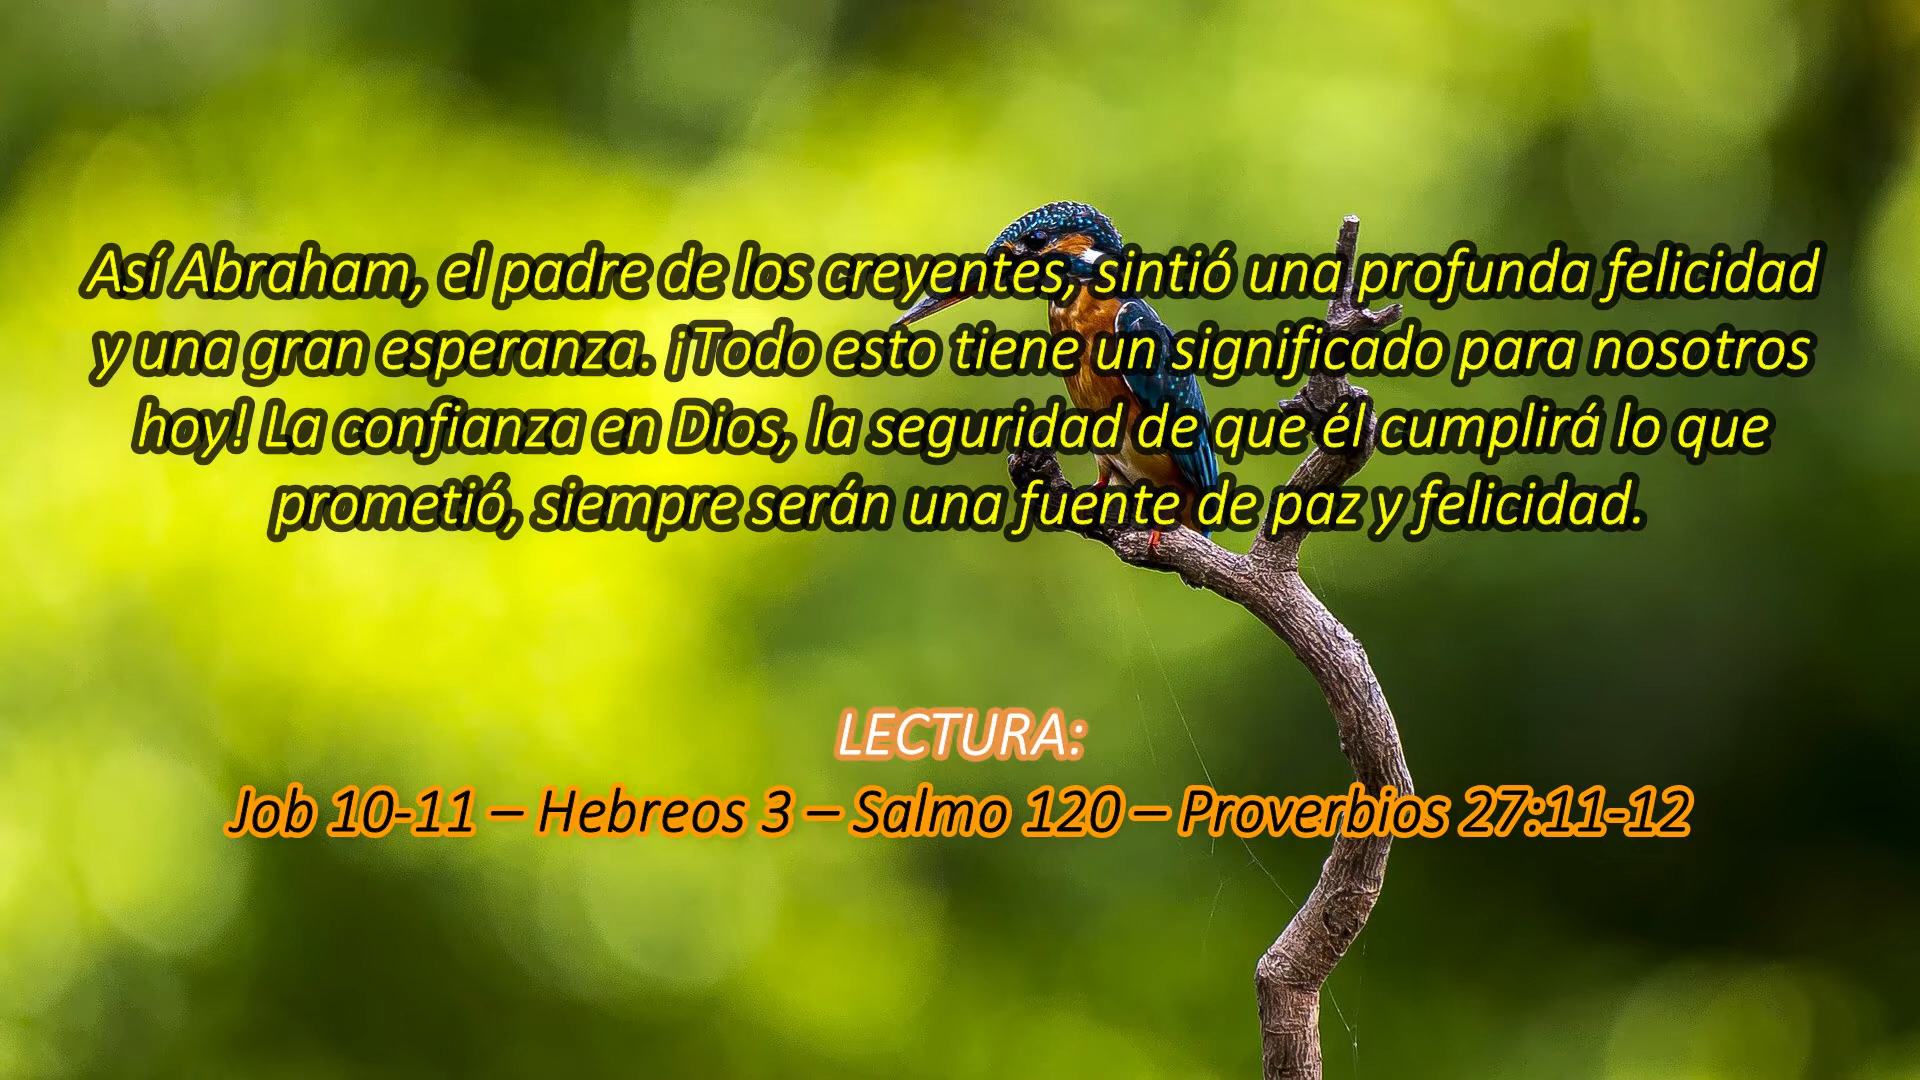 Así Abraham, el padre de los creyentes, sintió una profunda felicidad
y una gran esperanza. ¡Todo esto tiene un significado para nosotros
hoy! La confianza en Dios, la seguridad de que él cumplirá lo que
prometió, siempre serán una fuente de paz y felicidad.
LECTURA:
Job 10-11 – Hebreos 3 – Salmo 120 – Proverbios 27:11-12